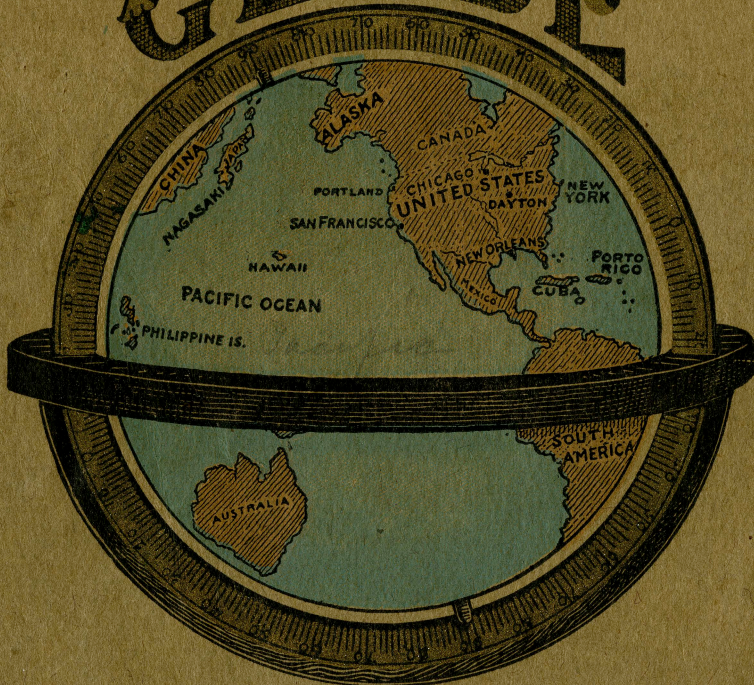 GLOBE
ALASKA
CANADA
CHINA
JAPAN
NAGASAKI
PORTLAND
CHICAGO
UNITED STATES
DAYTON
NEW
YORK
SAN FRANCISCO
NEW ORLEANS
HAWAII
PORTO
RICO
MEXICO
CUBA
PACIFIC OCEAN
PHILIPPINE IS.
SOUTH
AMERICA
AUSTRALIA